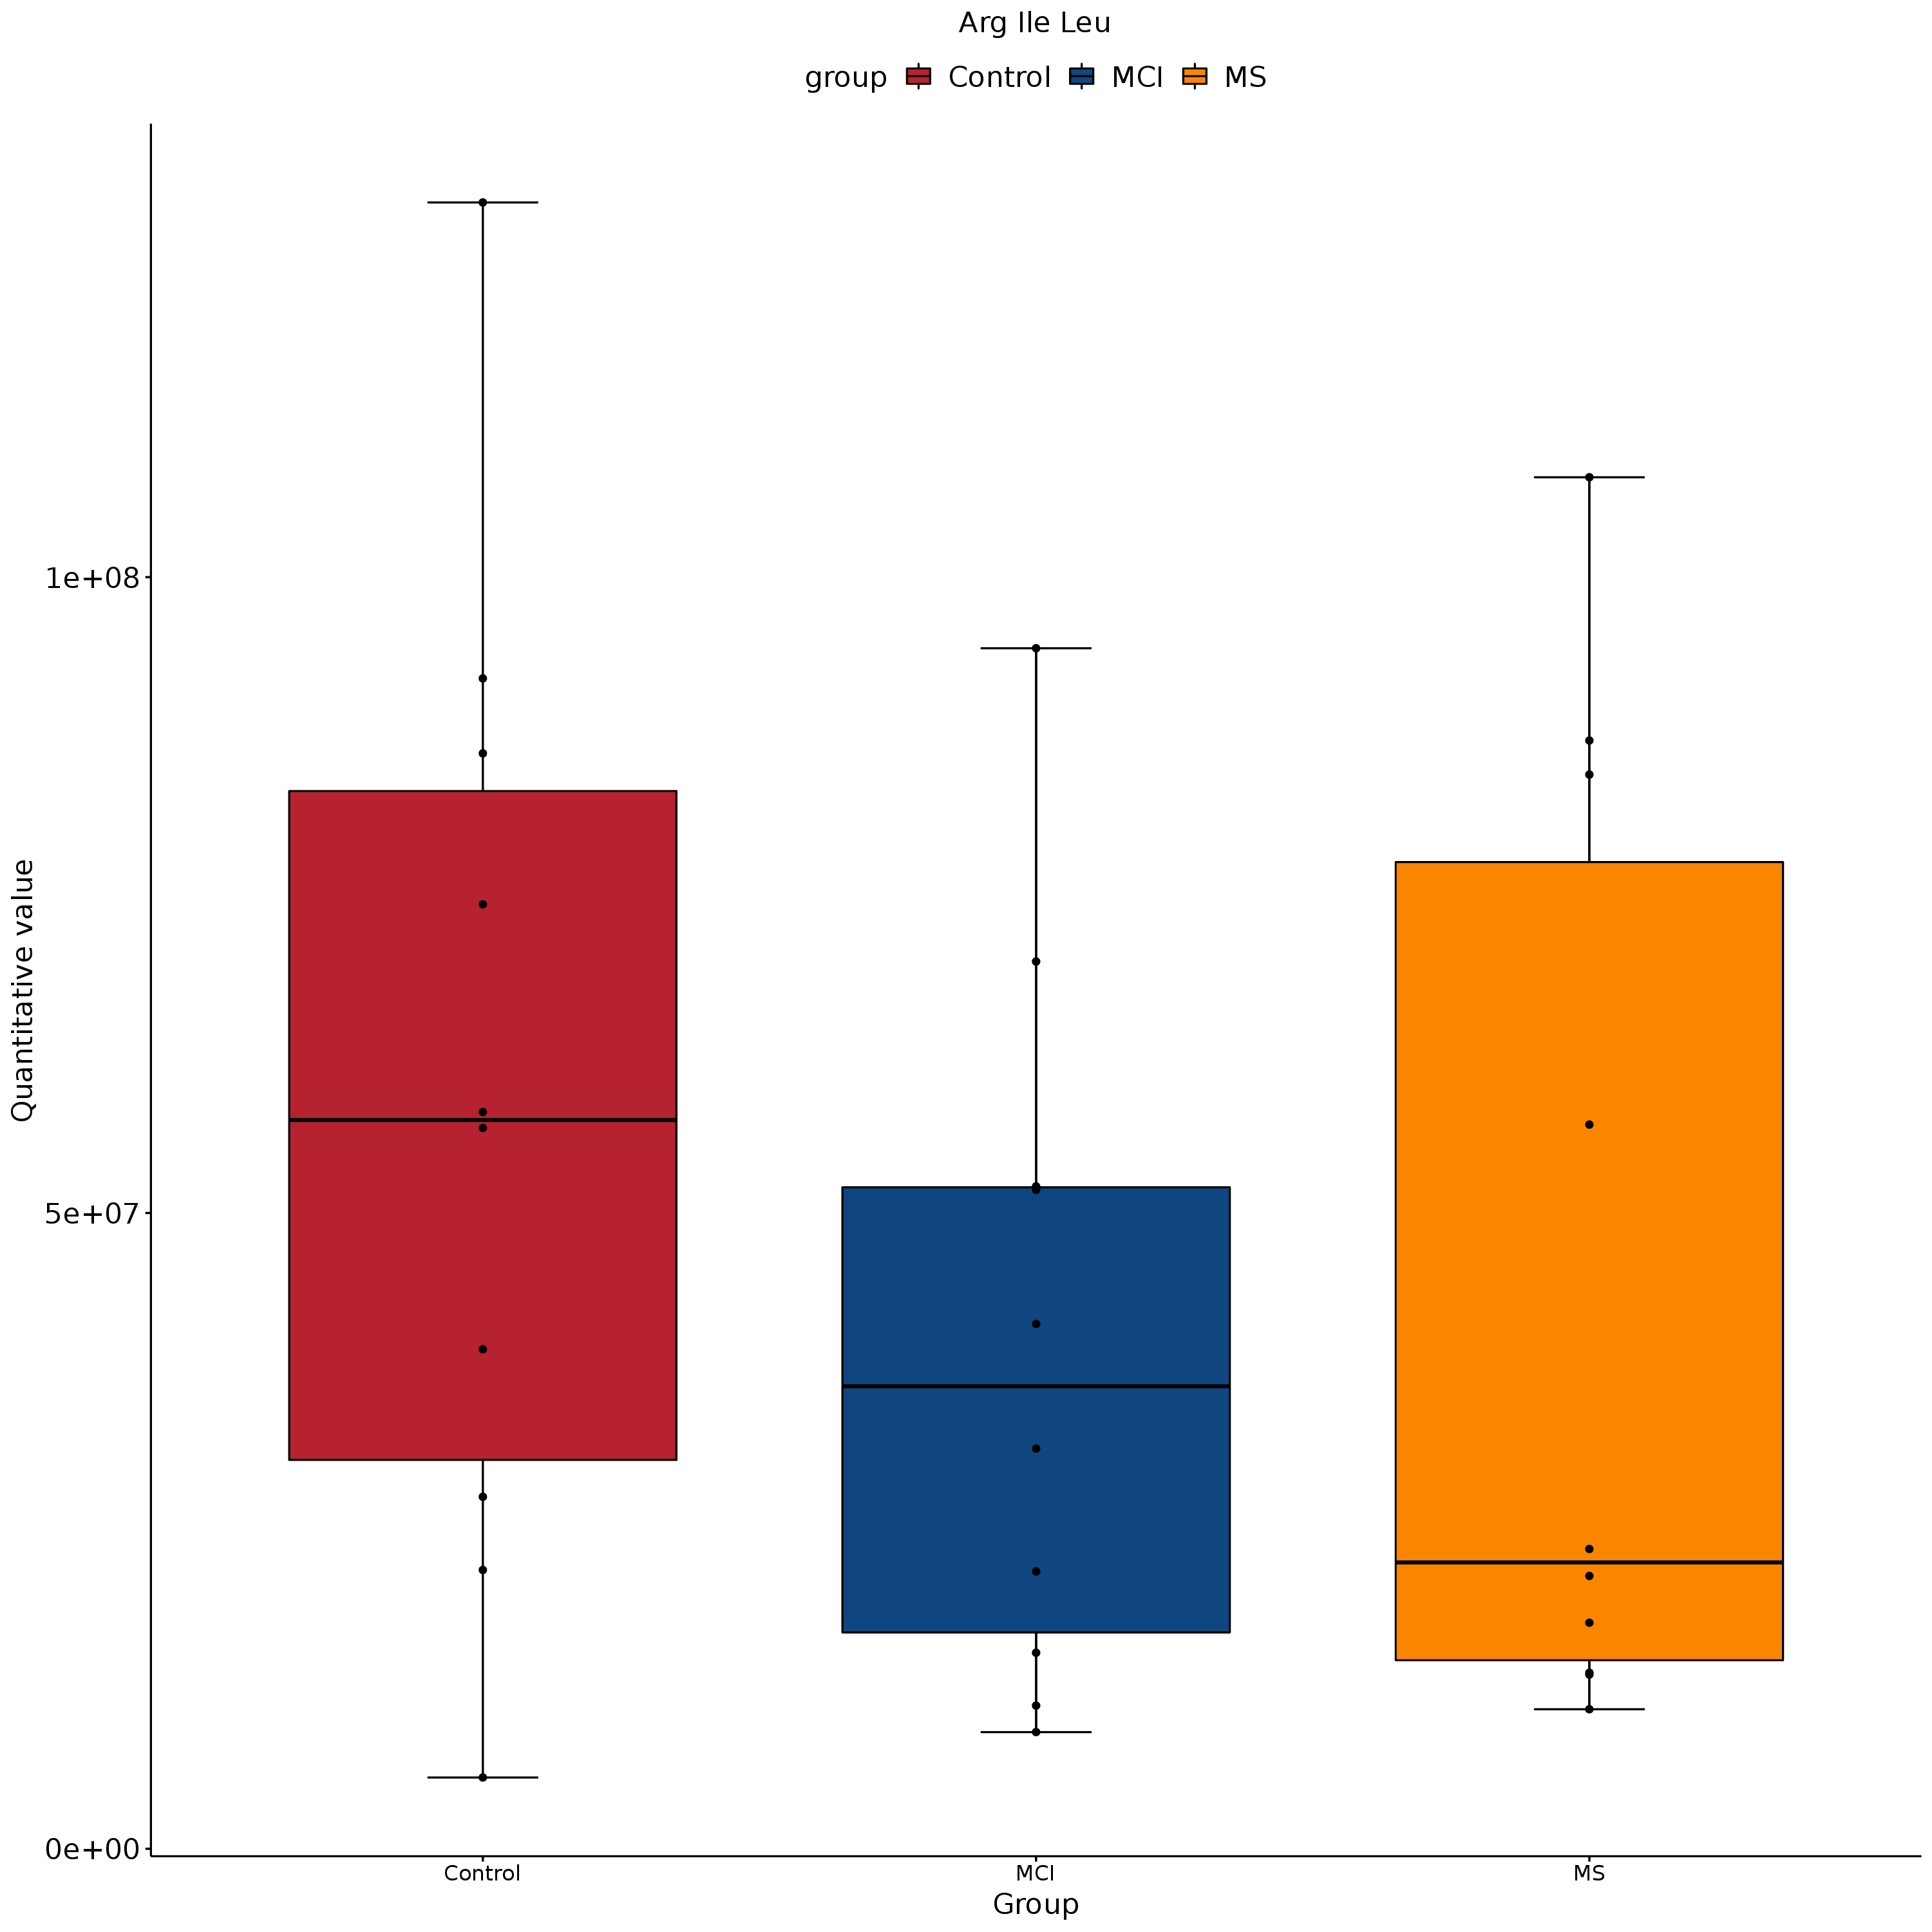 Arg Ile Leu
group Control MCI MS
Quantitative value
1e+08
5e+07
0e+00
Control MCI MS
Group